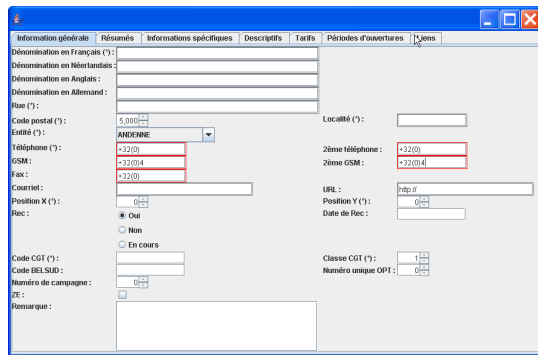 Information générale Résumés Informations spécifiques Descriptifs Tarifs Périodes d'ouvertures Liens
Dénomination en Français (*) :
Dénomination en Néerlandais :
Dénomination en Anglais :
Dénomination en Allemand :
Rue (*) :
Code postal (*) : 5,000 Localité (*) :
Entité (*) : ANDENNE
Téléphone (*) : +32(0) 2ème téléphone : +32(0)
GSM : +32(0)4 2ème GSM : +32(0)4
Fax : +32(0)
Courriel : URL : http://
Position X (*) : 0 Position Y (*) : 0
Rec : Oui Date de Rec :
Non
En cours
Code CGT (*) : Classe CGT (*) : 1
Code BELSUD : Numéro unique OPT : 0
Numéro de campagne : 0
ZE :
Remarque :